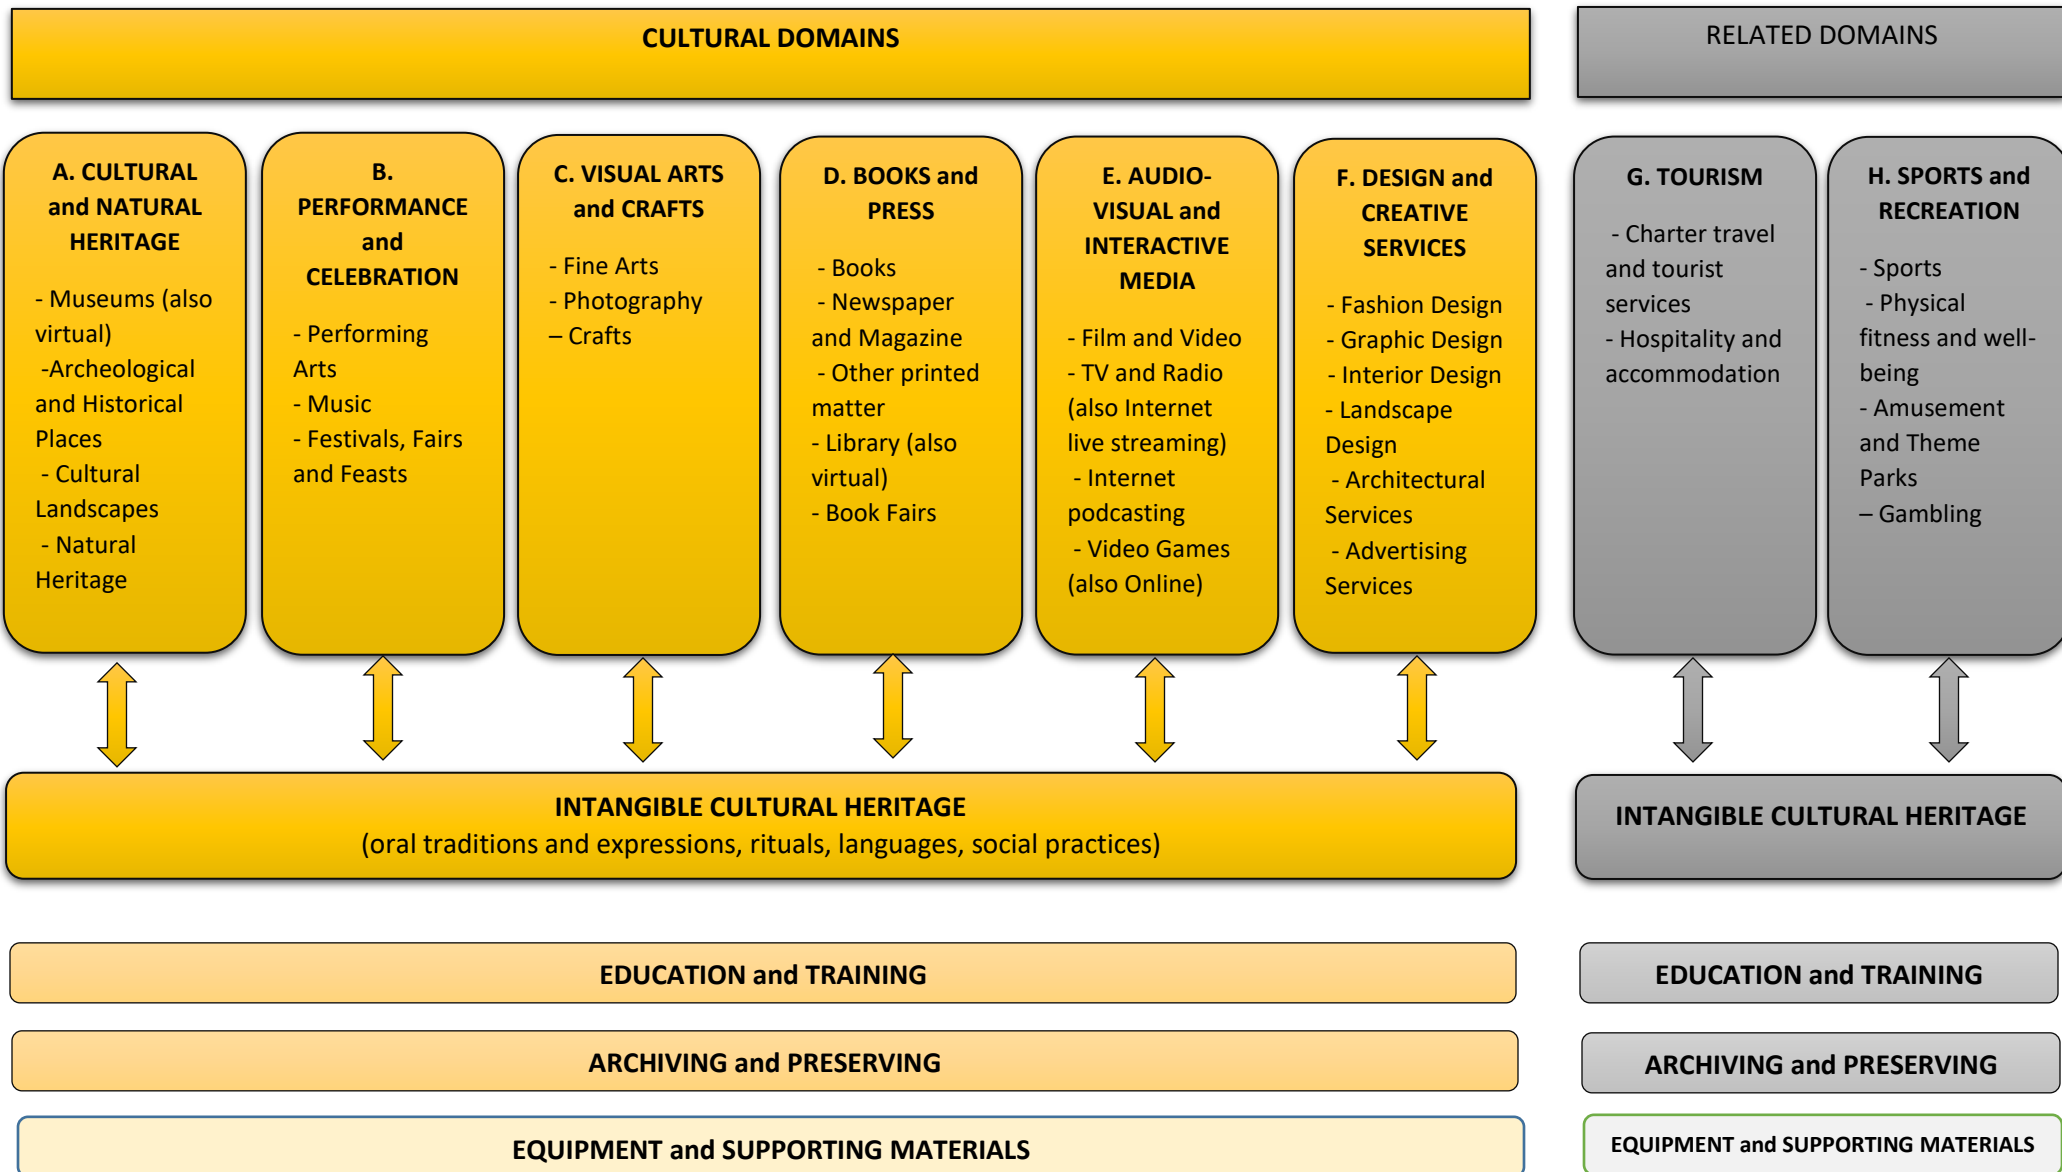 CULTURAL DOMAINS
RELATED DOMAINS
A. CULTURAL
and NATURAL
HERITAGE
- Museums (also
virtual)
-Archeological
and Historical
Places
- Cultural
Landscapes
- Natural
Heritage
B.
PERFORMANCE
and
CELEBRATION
- Performing
Arts
- Music
- Festivals, Fairs
and Feasts
C. VISUAL ARTS
and CRAFTS
- Fine Arts
- Photography
– Crafts
D. BOOKS and
PRESS
- Books
- Newspaper
and Magazine
- Other printed
matter
- Library (also
virtual)
- Book Fairs
E. AUDIO-
VISUAL and
INTERACTIVE
MEDIA
- Film and Video
- TV and Radio
(also Internet
live streaming)
- Internet
podcasting
- Video Games
(also Online)
F. DESIGN and
CREATIVE
SERVICES
- Fashion Design
- Graphic Design
- Interior Design
- Landscape
Design
- Architectural
Services
- Advertising
Services
G. TOURISM
- Charter travel
and tourist
services
- Hospitality and
accommodation
H. SPORTS and
RECREATION
- Sports
- Physical
fitness and well-
being
- Amusement
and Theme
Parks
– Gambling
INTANGIBLE CULTURAL HERITAGE
(oral traditions and expressions, rituals, languages, social practices)
INTANGIBLE CULTURAL HERITAGE
EDUCATION and TRAINING
EDUCATION and TRAINING
ARCHIVING and PRESERVING
ARCHIVING and PRESERVING
EQUIPMENT and SUPPORTING MATERIALS
EQUIPMENT and SUPPORTING MATERIALS